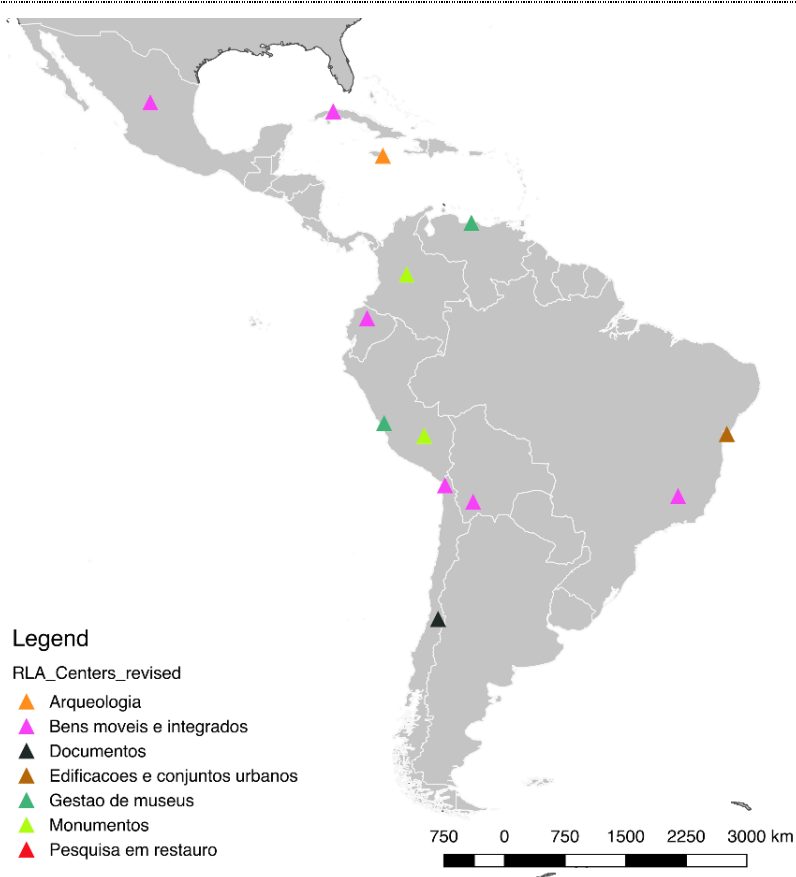 Legend
RLA_Centers_revised
Arqueologia
Bens moveis e integrados
Documentos
Edificacoes e conjuntos urbanos
Gestao de museus
Monumentos
Pesquisa em restauro
750 0 750 1500 2250 3000 km